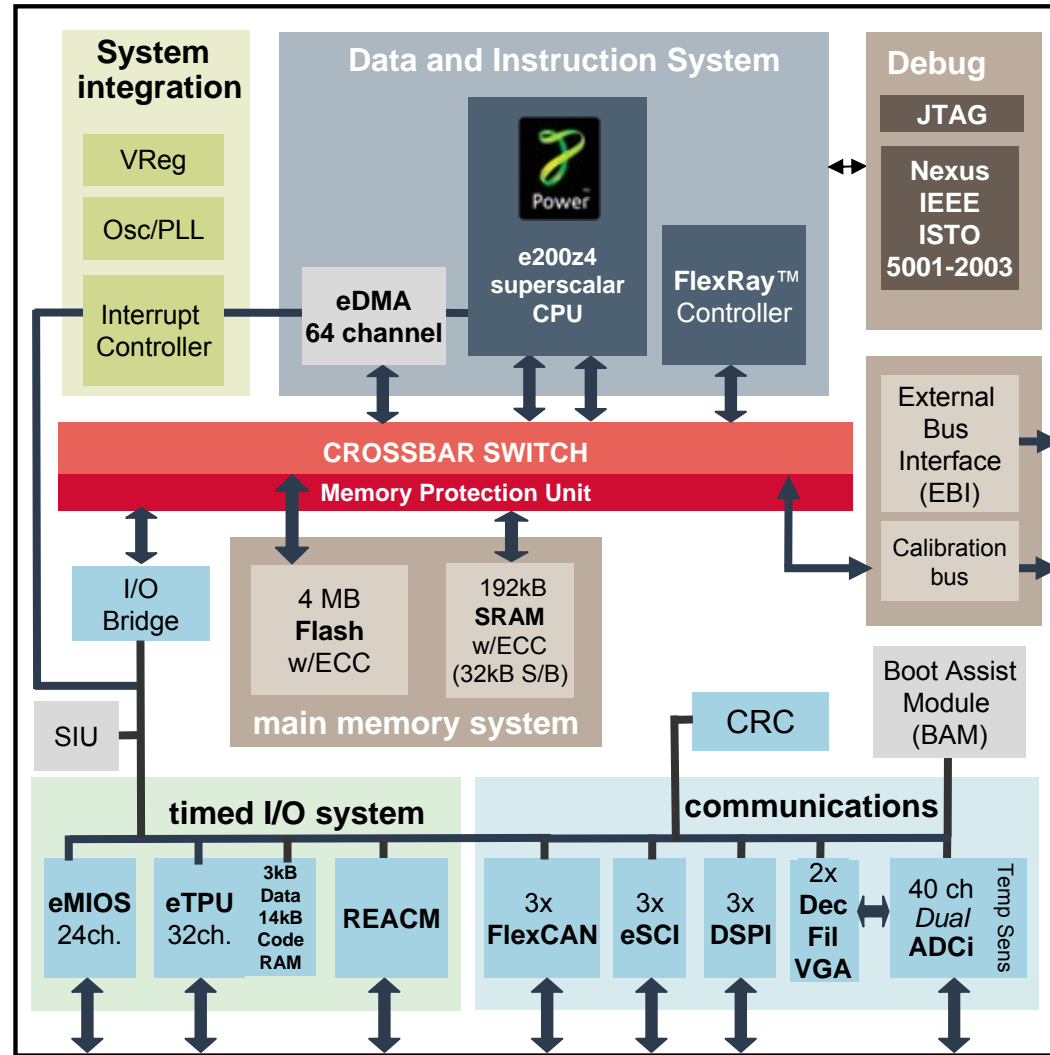 System
integration
VReg
Osc/PLL
Interrupt
Controller
Data and Instruction System
Power™
e200z4
superscalar
CPU
eDMA
64 channel
FlexRay™
Controller
Debug
JTAG
Nexus
IEEE
ISTO
5001-2003
CROSSBAR SWITCH
Memory Protection Unit
External
Bus
Interface
(EBI)
Calibration
bus
I/O
Bridge
4 MB
Flash
w/ECC
192kB
SRAM
w/ECC
(32kB S/B)
main memory system
SIU
CRC
Boot Assist
Module
(BAM)
timed I/O system
eMIOS
24ch.
eTPU
32ch.
3kB
Data
14kB
Code
RAM
REACM
communications
3x
FlexCAN
3x
eSCI
3x
DSPI
2x
Dec
Fil
VGA
40 ch
Dual
ADCi
Temp Sens